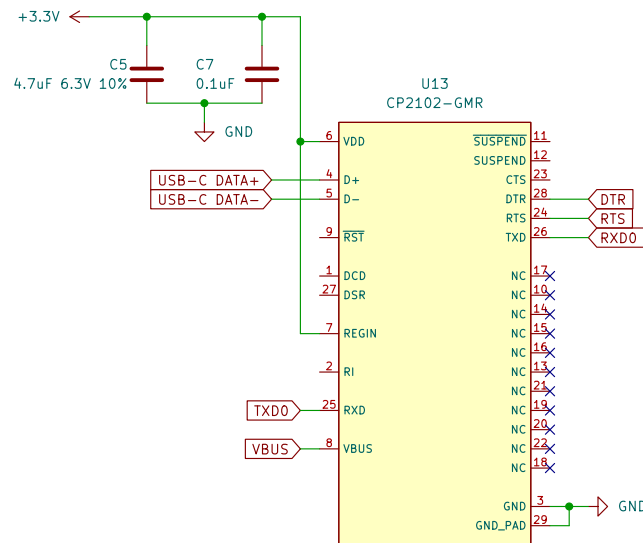 +3.3V
C5
4.7uF 6.3V 10%
C7
0.1uF
GND
U13
CP2102-GMR
6 VDD
4 D+
5 D-
9 RST
1 DCD
27 DSR
7 REGIN
2 RI
25 RXD
8 VBUS
USB-C DATA+
USB-C DATA-
TXD0
VBUS
SUSPEND 11
SUSPEND 12
CTS 23
DTR 28
RTS 24
TXD 26
NC 17
NC 10
NC 14
NC 15
NC 16
NC 13
NC 21
NC 19
NC 20
NC 22
NC 18
GND 3
GND_PAD 29
DTR
RTS
RXD0
GND